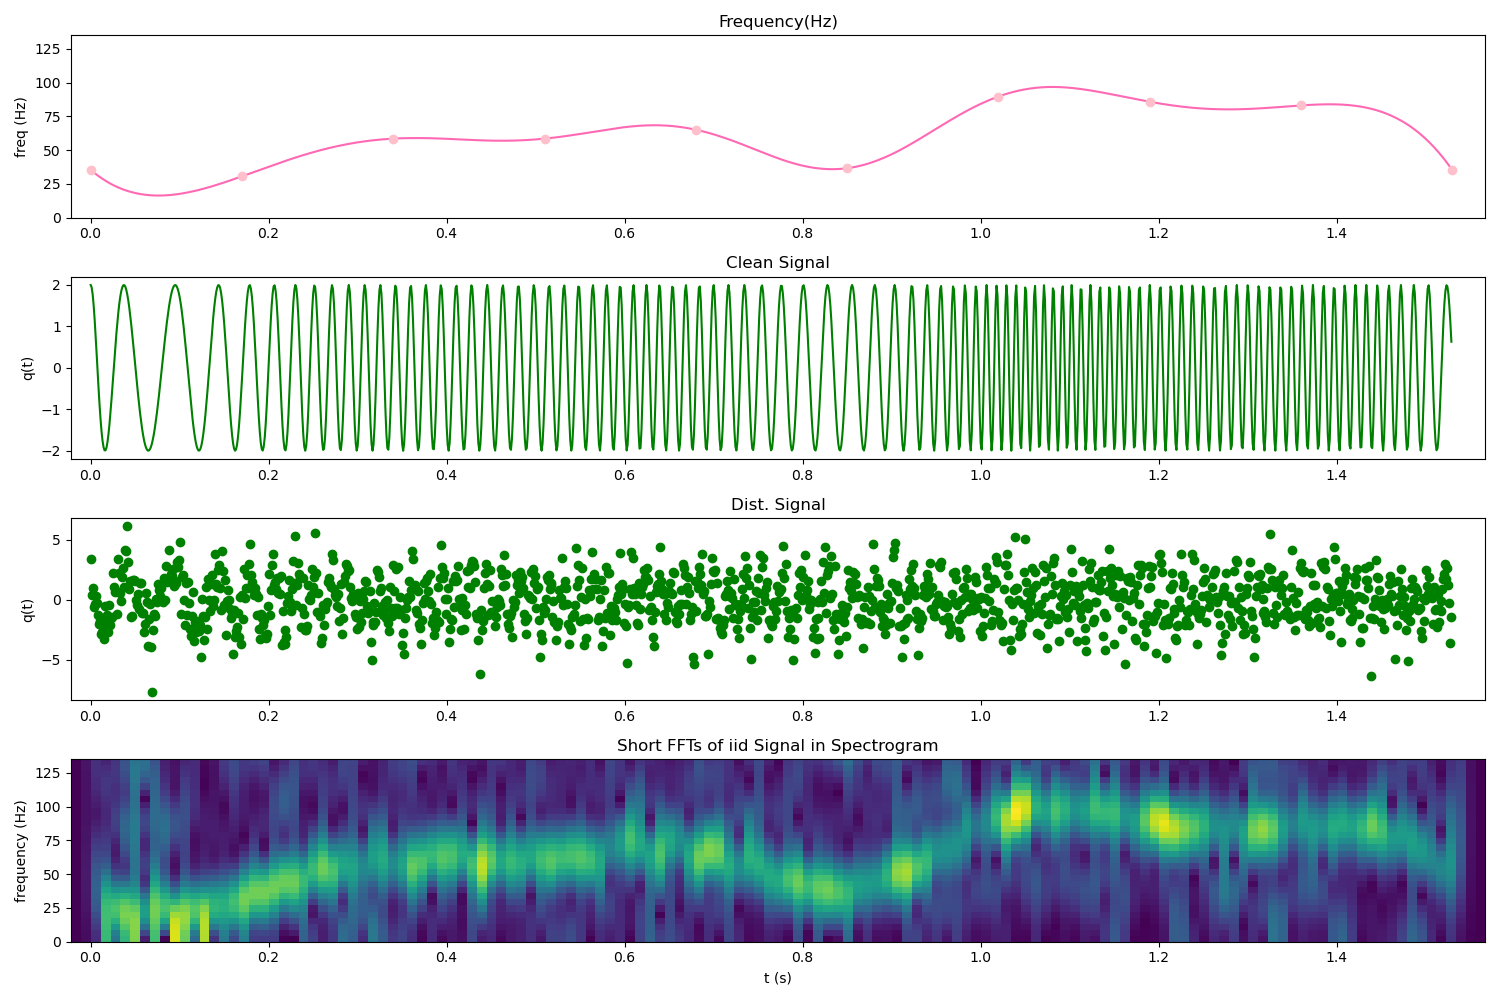 Frequency(Hz)
freq (Hz)
125
100
75
50
25
0
0.0 0.2 0.4 0.6 0.8 1.0 1.2 1.4
Clean Signal
q(t)
2
1
0
−1
−2
0.0 0.2 0.4 0.6 0.8 1.0 1.2 1.4
Dist. Signal
q(t)
5
0
−5
0.0 0.2 0.4 0.6 0.8 1.0 1.2 1.4
Short FFTs of iid Signal in Spectrogram
frequency (Hz)
125
100
75
50
25
0
0.0 0.2 0.4 0.6 0.8 1.0 1.2 1.4
t (s)